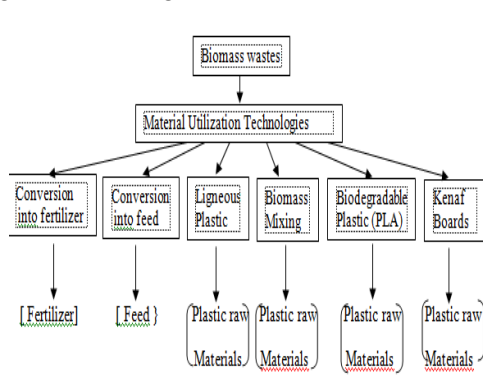 Biomass wastes
Material Utilization Technologies
Conversion
into fertilizer
Conversion
into feed
Ligneous
Plastic
Biomass
Mixing
Biodegradable
Plastic (PLA)
Kenaf
Boards
[ Fertilizer]
[ Feed }
Plastic raw
Materials
Plastic raw
Materials
Plastic raw
Materials
Plastic raw
Materials